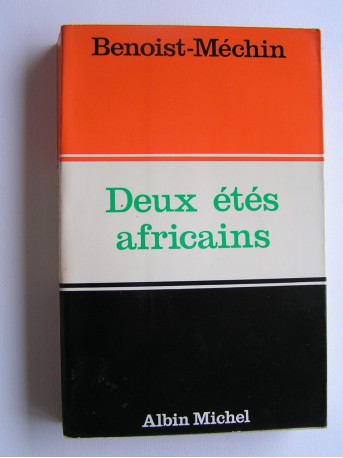 Benoist-Méchin
Deux étés
africains
Albin Michel